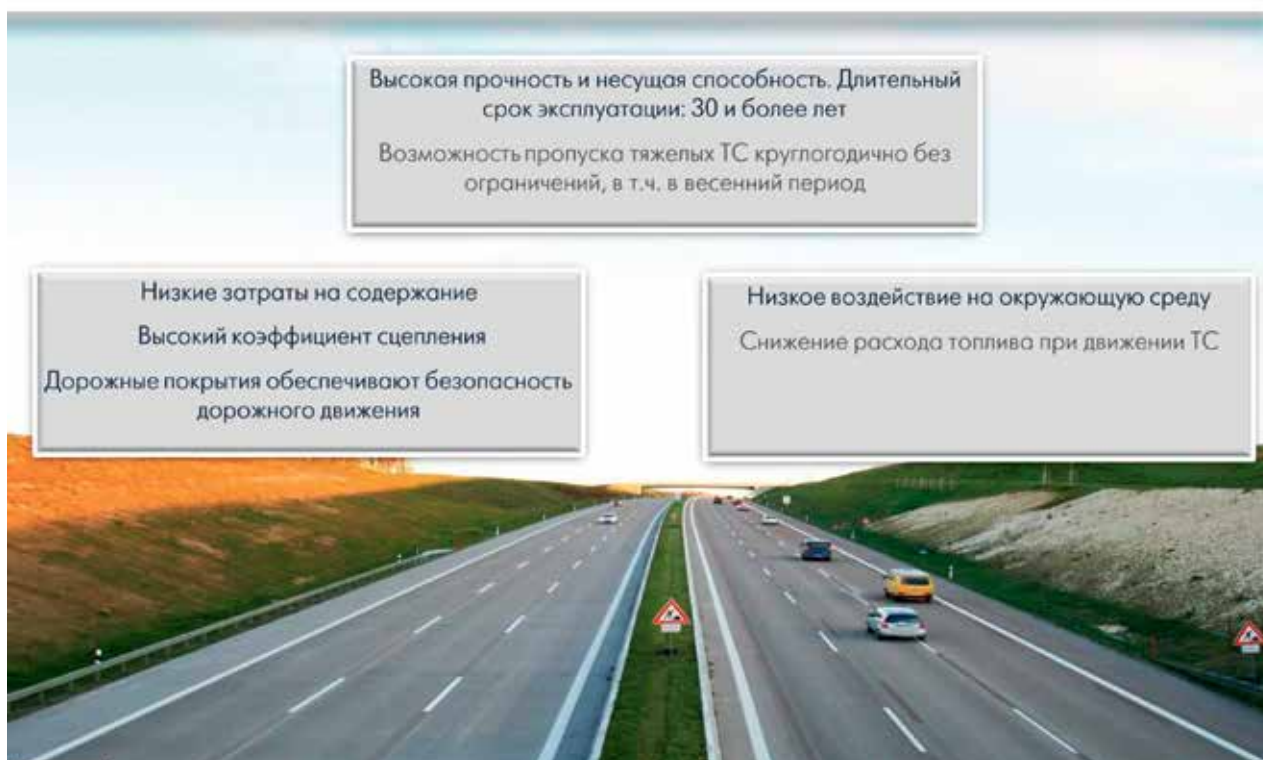 Высокая прочность и несущая способность. Длительный
срок эксплуатации: 30 и более лет
Возможность пропуска тяжелых ТС круглогодично без
ограничений, в т.ч. в весенний период
Низкие затраты на содержание
Высокий коэффициент сцепления
Дорожные покрытия обеспечивают безопасность
дорожного движения
Низкое воздействие на окружающую среду
Снижение расхода топлива при движении ТС